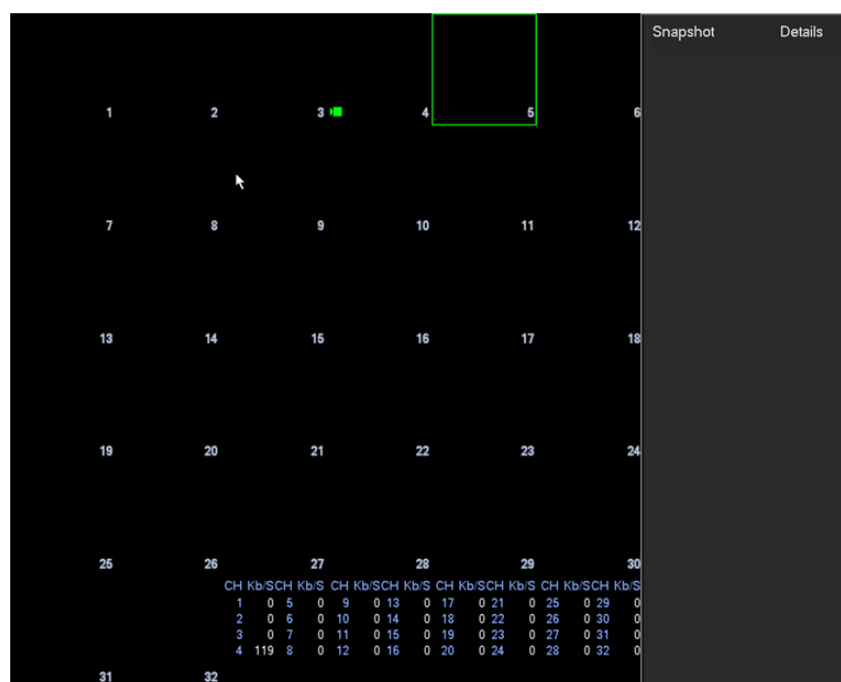 Snapshot Details
1 2 3 4 5 6
7 8 9 10 11 12
13 14 15 16 17 18
19 20 21 22 23 24
25 26 27 28 29 30
CH Kb/S CH Kb/S CH Kb/S CH Kb/S CH Kb/S CH Kb/S CH Kb/S CH Kb/S
1 0 5 0 9 0 13 0 17 0 21 0 25 0 29 0
2 0 6 0 10 0 14 0 18 0 22 0 26 0 30 0
3 0 7 0 11 0 15 0 19 0 23 0 27 0 31 0
4 119 8 0 12 0 16 0 20 0 24 0 28 0 32 0
31 32